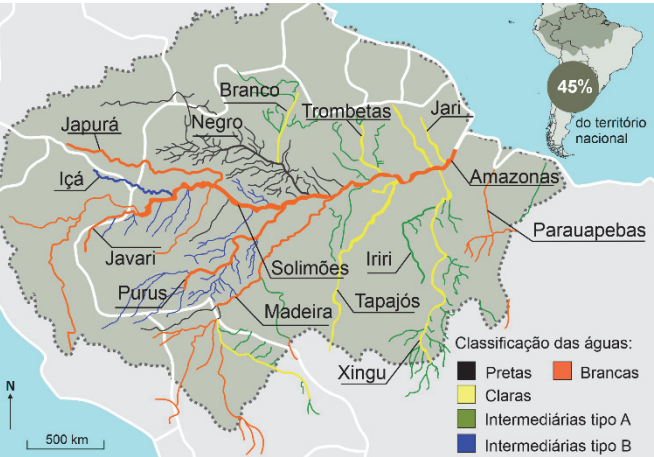 45%
do território
nacional
Branco
Trombetas
Jari
Japurá
Negro
Içá
Amazonas
Parauapebas
Javari
Solimões
Iriri
Purus
Madeira
Tapajós
Xingu
Classificação das águas:
Pretas
Brancas
Claras
Intermediárias tipo A
Intermediárias tipo B
N
500 km